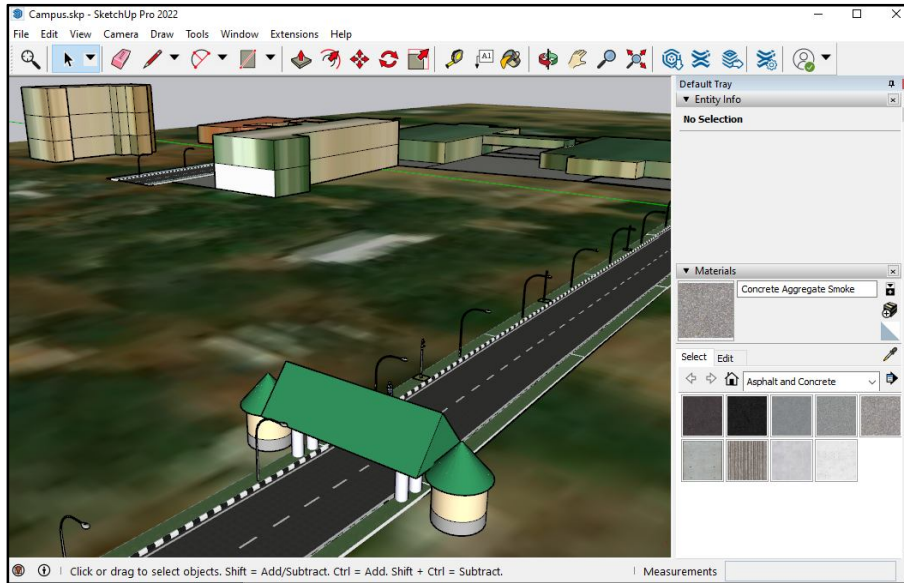 Campus.skp - SketchUp Pro 2022
File Edit View Camera Draw Tools Window Extensions Help
A1
Default Tray
Entity Info
No Selection
Materials
Concrete Aggregate Smoke
Select Edit
Asphalt and Concrete
Click or drag to select objects. Shift = Add/Subtract. Ctrl = Add. Shift + Ctrl = Subtract.
Measurements